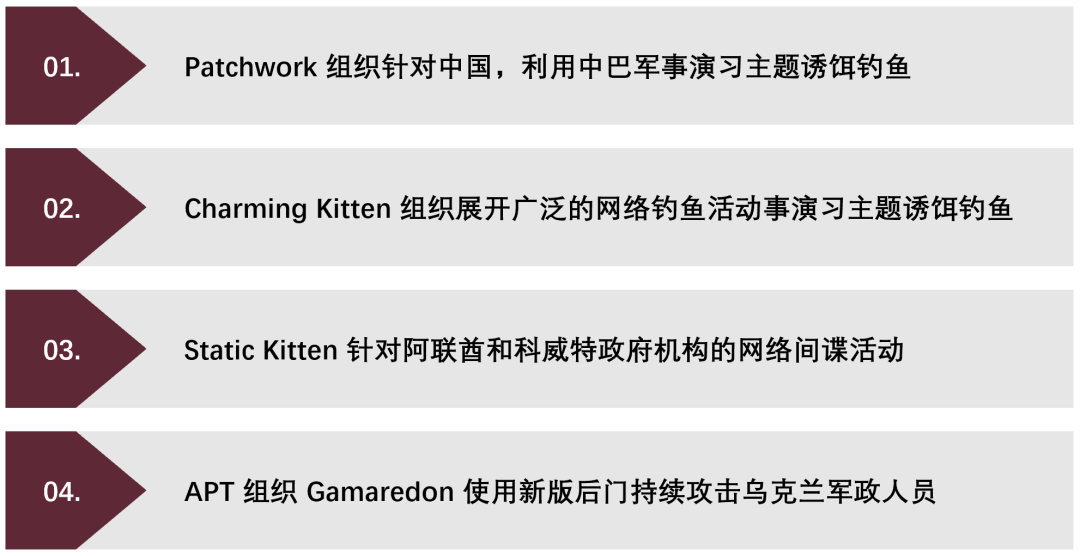 01.
Patchwork 组织针对中国，利用中巴军事演习主题诱饵钓鱼
02.
Charming Kitten 组织展开广泛的网络钓鱼活动事演习主题诱饵钓鱼
03.
Static Kitten 针对阿联酋和科威特政府机构的网络间谍活动
04.
APT 组织 Gamaredon 使用新版后门持续攻击乌克兰军政人员